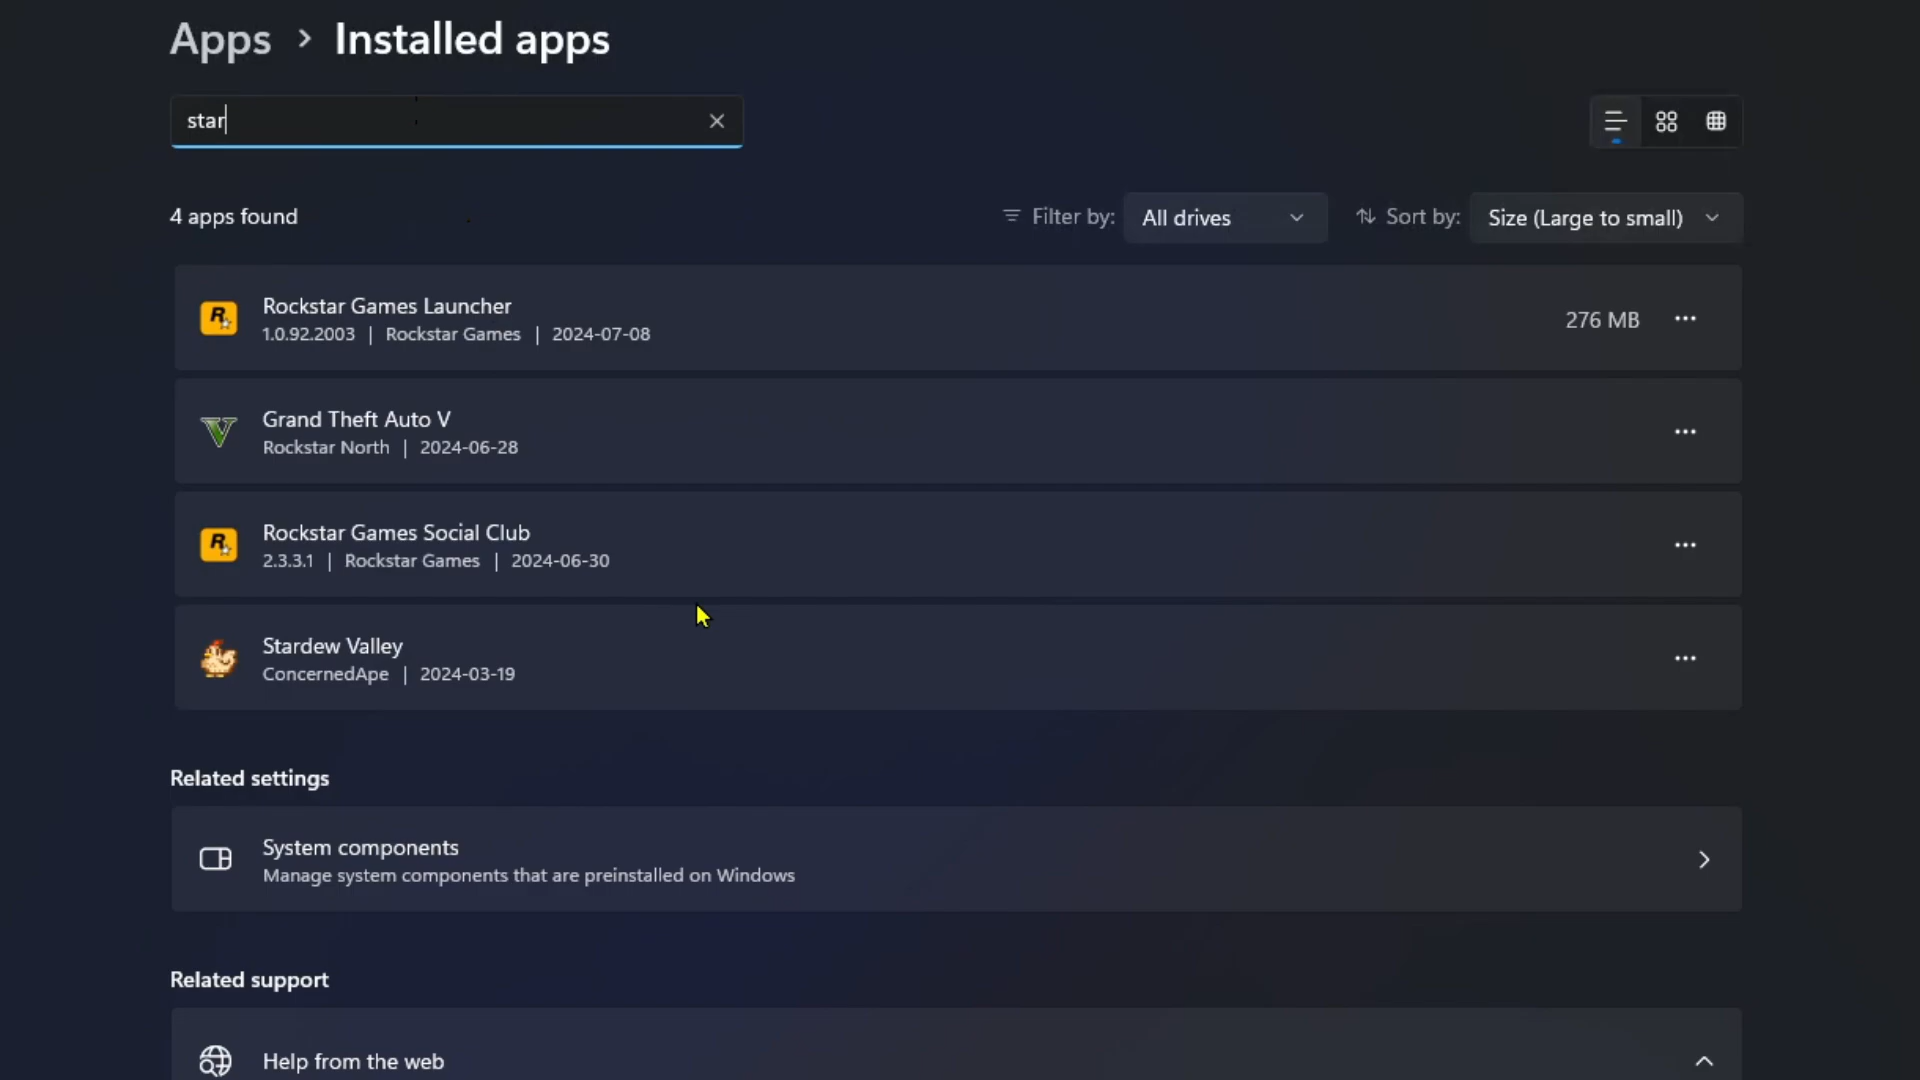 Apps > Installed apps
star
4 apps found
Filter by: All drives
Sort by: Size (Large to small)
Rockstar Games Launcher
1.0.92.2003 | Rockstar Games | 2024-07-08
276 MB
Grand Theft Auto V
Rockstar North | 2024-06-28
Rockstar Games Social Club
2.3.3.1 | Rockstar Games | 2024-06-30
Stardew Valley
ConcernedApe | 2024-03-19
Related settings
System components
Manage system components that are preinstalled on Windows
Related support
Help from the web